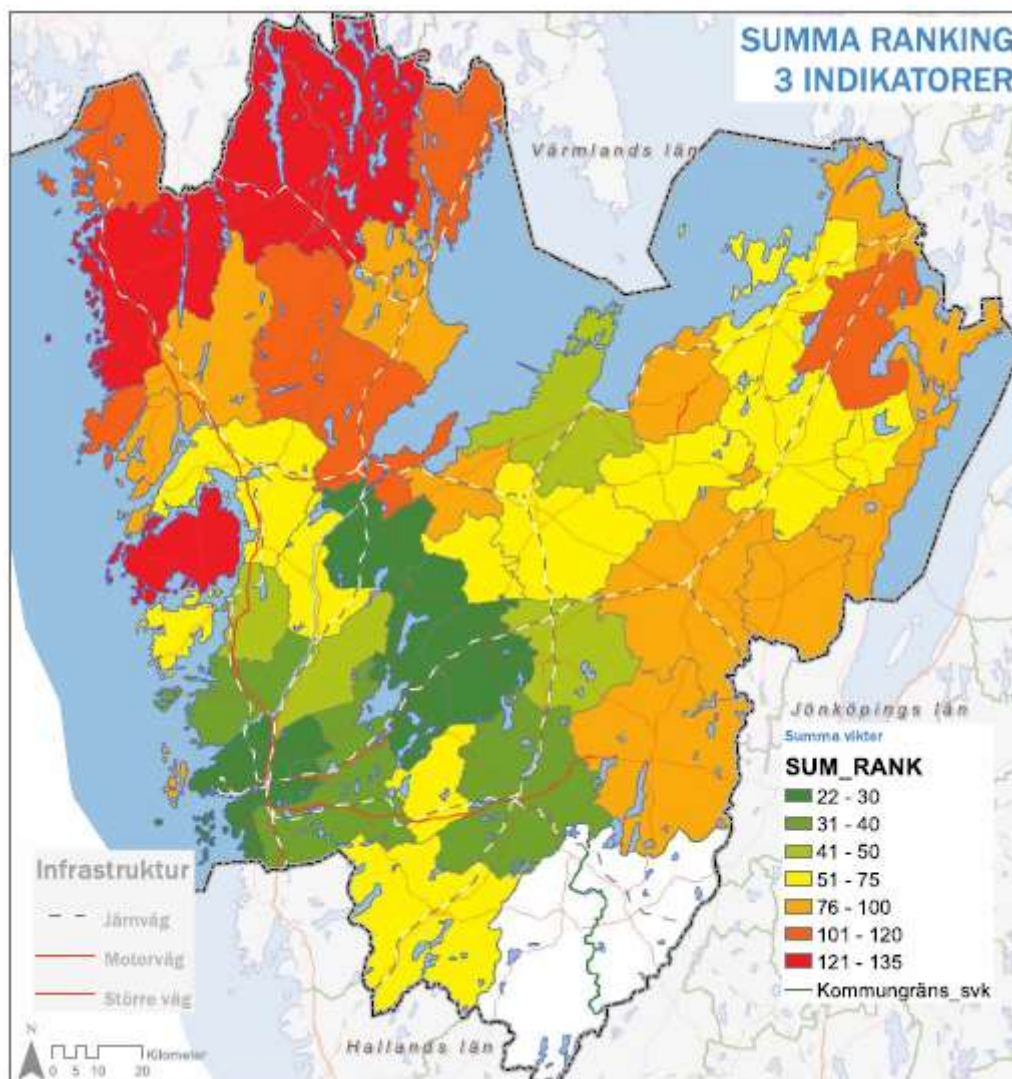 SUMMA RANKING
3 INDIKATORER
Värmlands län
Jönköpings län
Summa vikter
SUM_RANK
22 - 30
31 - 40
41 - 50
51 - 75
76 - 100
101 - 120
121 - 135
Kommungräns_svk
Infrastruktur
Järnväg
Motorväg
Större väg
Hallands län
N
Kilometer
0 5 10 20